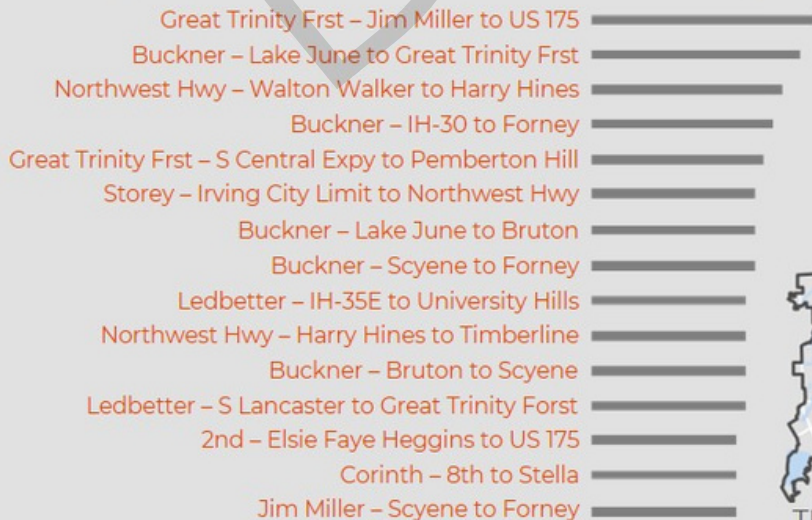 Great Trinity Frst – Jim Miller to US 175
Buckner – Lake June to Great Trinity Frst
Northwest Hwy – Walton Walker to Harry Hines
Buckner – IH-30 to Forney
Great Trinity Frst – S Central Expy to Pemberton Hill
Storey – Irving City Limit to Northwest Hwy
Buckner – Lake June to Bruton
Buckner – Scyene to Forney
Ledbetter – IH-35E to University Hills
Northwest Hwy – Harry Hines to Timberline
Buckner – Bruton to Scyene
Ledbetter – S Lancaster to Great Trinity Forst
2nd – Elsie Faye Heggins to US 175
Corinth – 8th to Stella
Jim Miller – Scyene to Forney